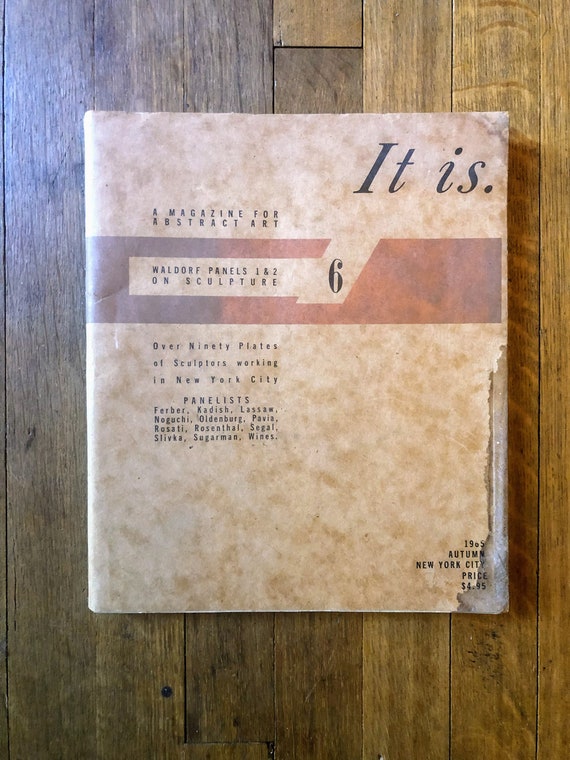 It is.
A MAGAZINE FOR
ABSTRACT ART
WALDORF PANELS 1 & 2
ON SCULPTURE
6
Over Ninety Plates
of Sculptors working
in New York City
PANELISTS
Ferber, Kadish, Lassaw,
Noguchi, Oldenburg, Pavia,
Rosati, Rosenthal, Segal,
Slivka, Sugarman, Wines.
1965
AUTUMN
NEW YORK CITY
PRICE
$4.95